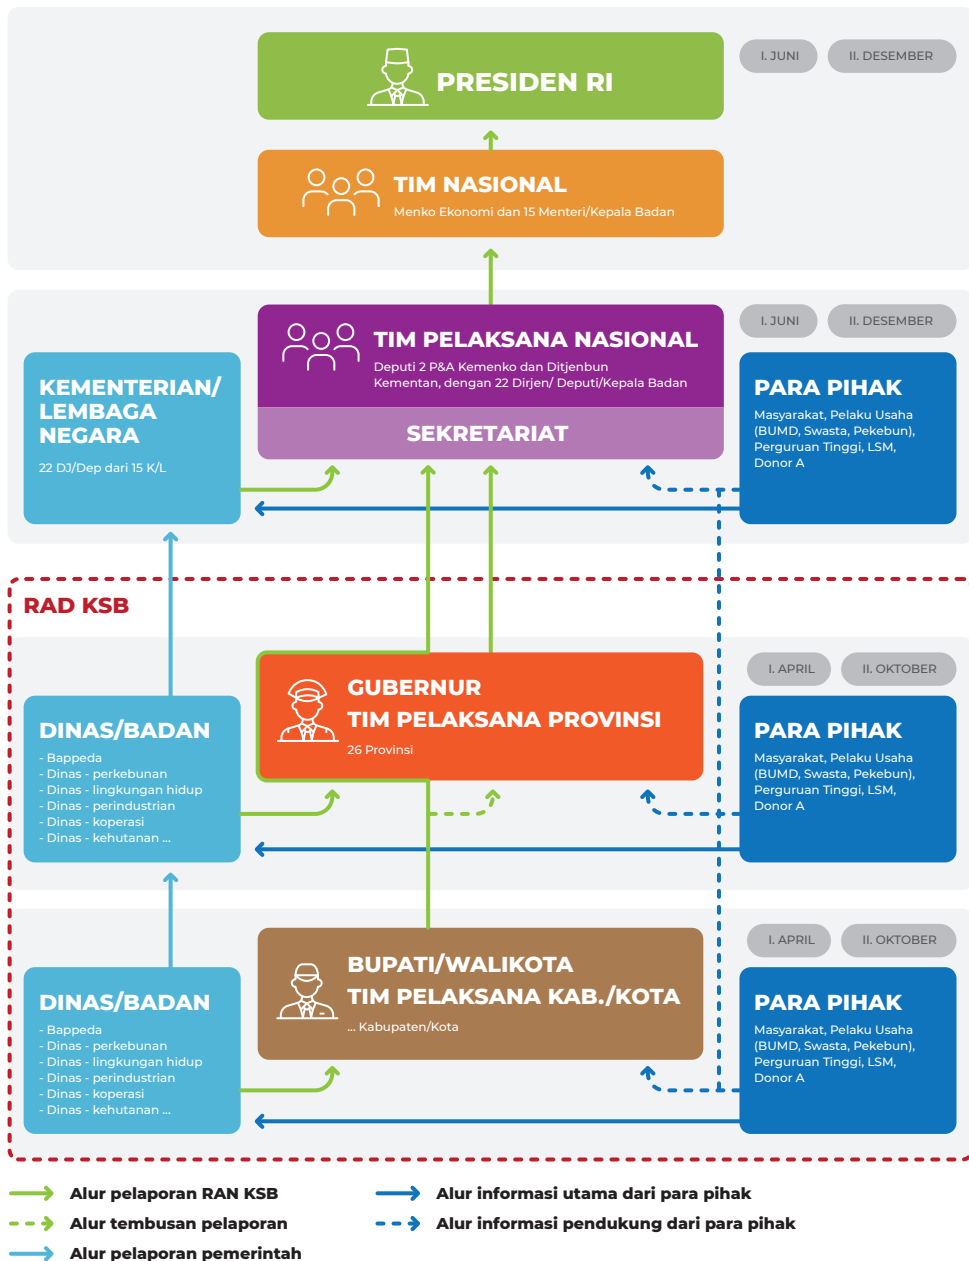 PRESIDEN RI
I. JUNI
II. DESEMBER
TIM NASIONAL
Menko Ekonomi dan 15 Menteri/Kepala Badan
I. JUNI
II. DESEMBER
TIM PELAKSANA NASIONAL
Deputi 2 P&A Kemenko dan Ditjenbun
Kementan, dengan 22 Dirjen/ Deputi/Kepala Badan
SEKRETARIAT
KEMENTERIAN/
LEMBAGA
NEGARA
22 DJ/Dep dari 15 K/L
PARA PIHAK
Masyarakat, Pelaku Usaha
(BUMD, Swasta, Pekebun),
Perguruan Tinggi, LSM,
Donor A
RAD KSB
I. APRIL
II. OKTOBER
GUBERNUR
TIM PELAKSANA PROVINSI
26 Provinsi
DINAS/BADAN
- Bappeda
- Dinas - perkebunan
- Dinas - lingkungan hidup
- Dinas - perindustrian
- Dinas - koperasi
- Dinas - kehutanan ...
PARA PIHAK
Masyarakat, Pelaku Usaha
(BUMD, Swasta, Pekebun),
Perguruan Tinggi, LSM,
Donor A
I. APRIL
II. OKTOBER
BUPATI/WALIKOTA
TIM PELAKSANA KAB./KOTA
... Kabupaten/Kota
DINAS/BADAN
- Bappeda
- Dinas - perkebunan
- Dinas - lingkungan hidup
- Dinas - perindustrian
- Dinas - koperasi
- Dinas - kehutanan ...
PARA PIHAK
Masyarakat, Pelaku Usaha
(BUMD, Swasta, Pekebun),
Perguruan Tinggi, LSM,
Donor A
Alur pelaporan RAN KSB
Alur tembusan pelaporan
Alur pelaporan pemerintah
Alur informasi utama dari para pihak
Alur informasi pendukung dari para pihak